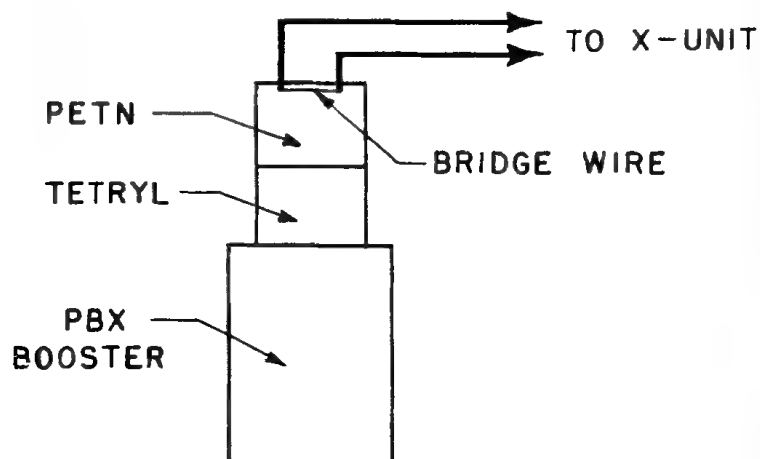 TO X-UNIT
PETN
BRIDGE WIRE
TETRYL
PBX
BOOSTER